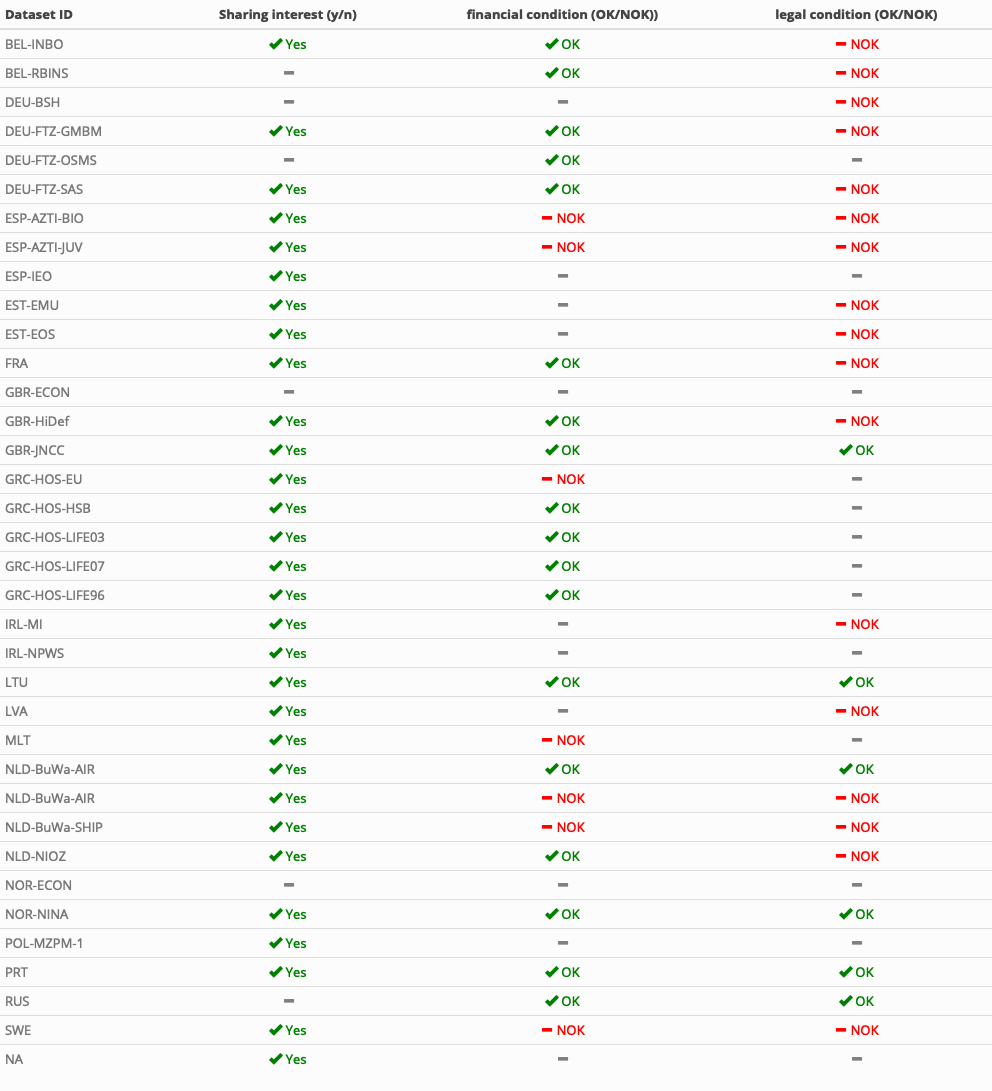 Dataset ID Sharing interest (y/n) financial condition (OK/NOK)) legal condition (OK/NOK)
BEL-INBO Yes OK NOK
BEL-RBINS OK NOK
DEU-BSH NOK
DEU-FTZ-GMBM Yes OK NOK
DEU-FTZ-OSMS OK
DEU-FTZ-SAS Yes OK NOK
ESP-AZTI-BIO Yes NOK NOK
ESP-AZTI-JUV Yes NOK NOK
ESP-IEO Yes
EST-EMU Yes NOK
EST-EOS Yes NOK
FRA Yes OK NOK
GBR-ECON
GBR-HiDef Yes OK NOK
GBR-JNCC Yes OK OK
GRC-HOS-EU Yes NOK
GRC-HOS-HSB Yes OK
GRC-HOS-LIFE03 Yes OK
GRC-HOS-LIFE07 Yes OK
GRC-HOS-LIFE96 Yes OK
IRL-MI Yes NOK
IRL-NPWS Yes
LTU Yes OK OK
LVA Yes NOK
MLT Yes NOK
NLD-BuWa-AIR Yes OK OK
NLD-BuWa-AIR Yes NOK NOK
NLD-BuWa-SHIP Yes NOK NOK
NLD-NIOZ Yes OK NOK
NOR-ECON
NOR-NINA Yes OK OK
POL-MZPM-1 Yes
PRT Yes OK OK
RUS OK OK
SWE Yes NOK NOK
NA Yes